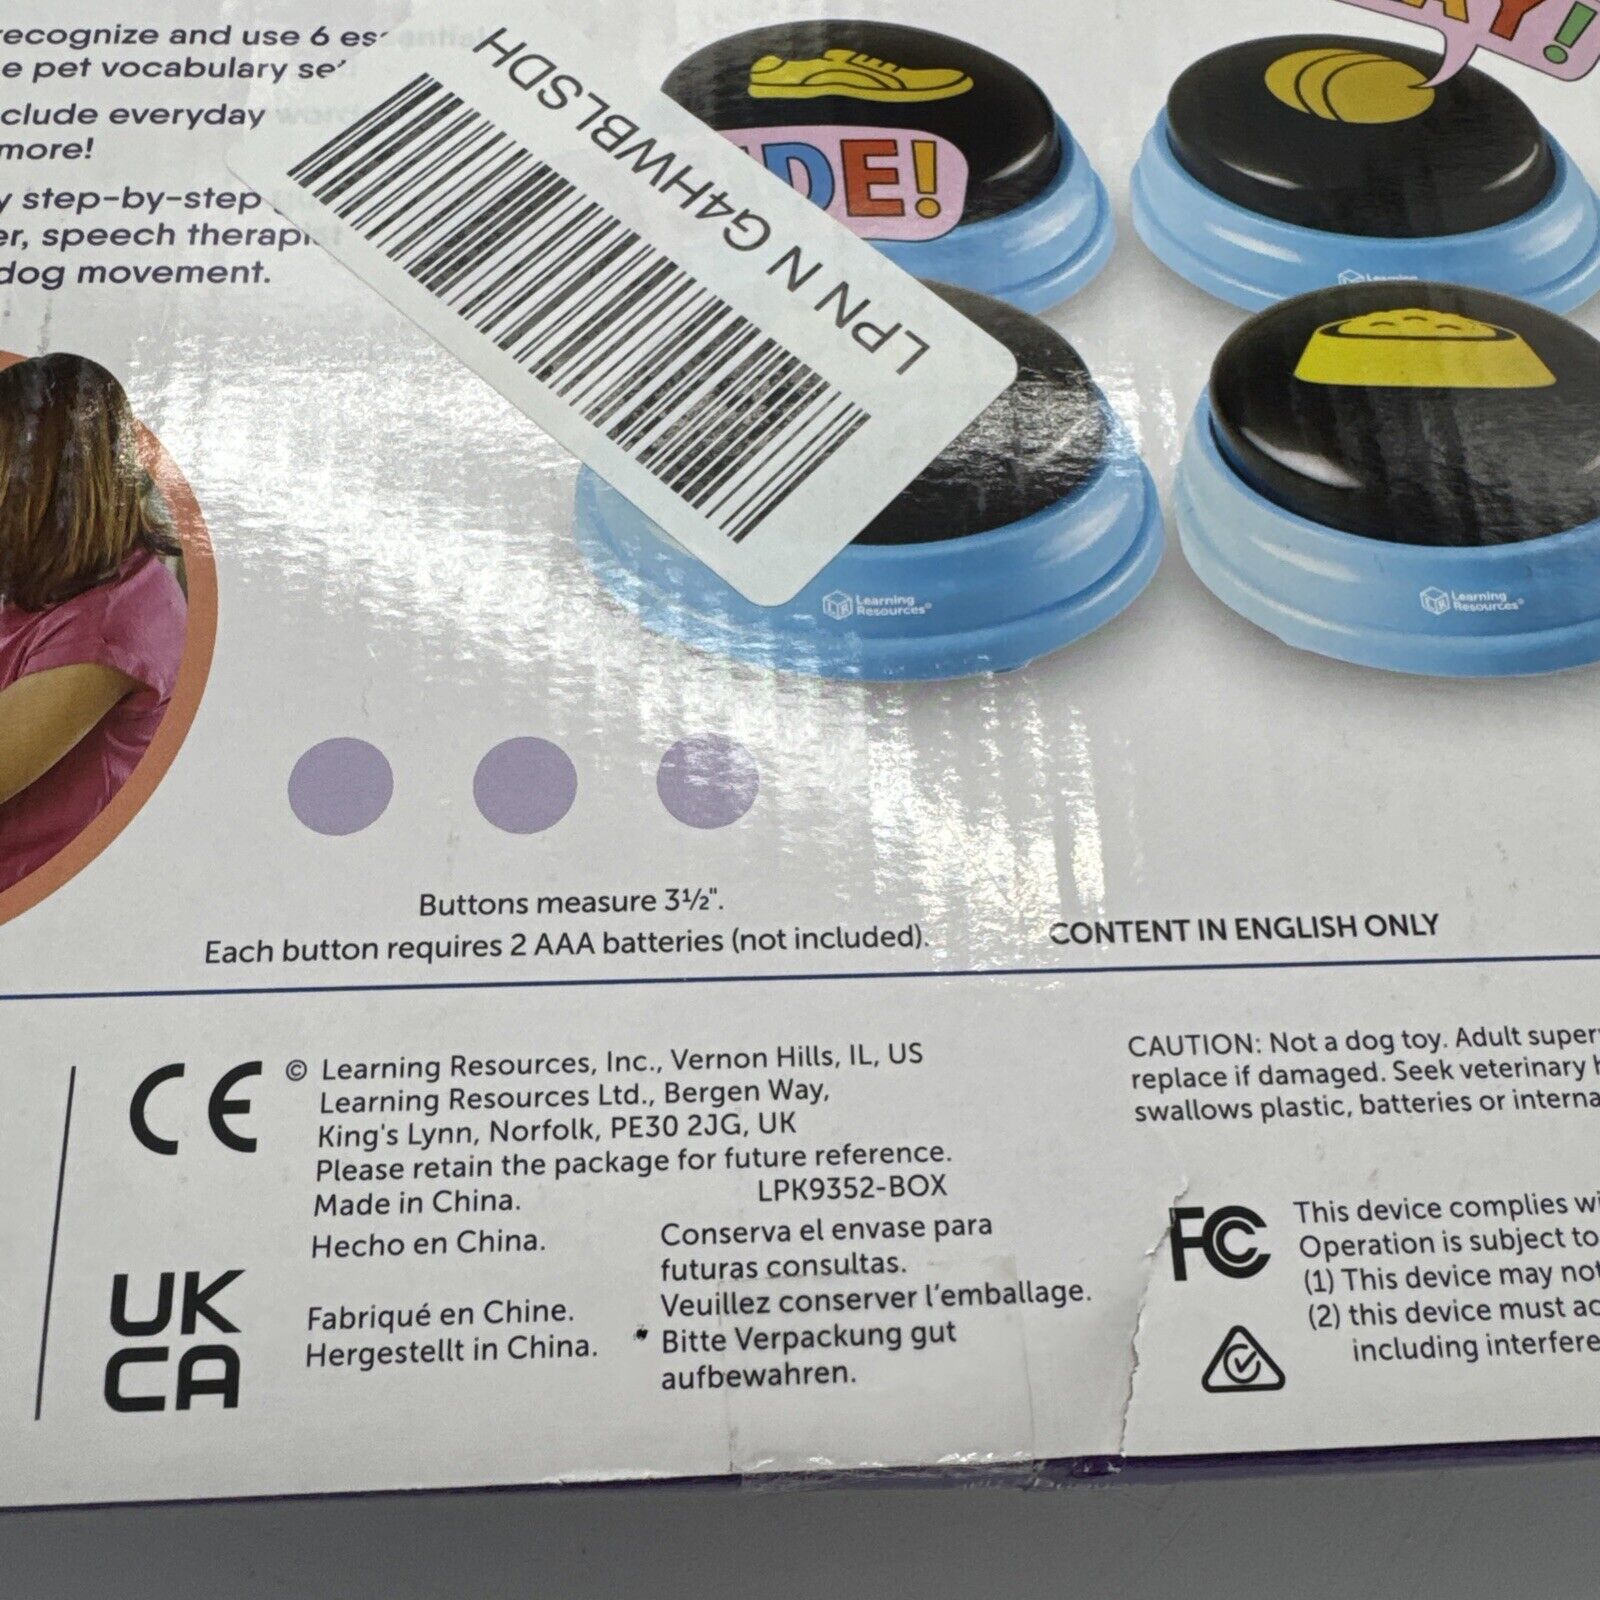 recognize and use 6
e pet vocabulary
clude everyday
more!
y step-by-step
er, speech
dog movement.
LPN N G4HWBLSDH
DE!
AY!
Learning
Learning
Resources®
Learning
Resources®
Buttons measure 3½".
Each button requires 2 AAA batteries (not included).
CONTENT IN ENGLISH ONLY
CE
© Learning Resources, Inc., Vernon Hills, IL, US
Learning Resources Ltd., Bergen Way,
King's Lynn, Norfolk, PE30 2JG, UK
Please retain the package for future reference.
Made in China.
LPK9352-BOX
Hecho en China.
Conserva el envase para
futuras consultas.
Fabriqué en Chine.
Veuillez conserver l'emballage.
Hergestellt in China.
Bitte Verpackung gut
aufbewahren.
UK
CA
CAUTION: Not a dog toy. Adult super
replace if damaged. Seek veterinary h
swallows plastic, batteries or interna
FC
This device complies wi
Operation is subject to
(1) This device may not
(2) this device must ac
including interfere